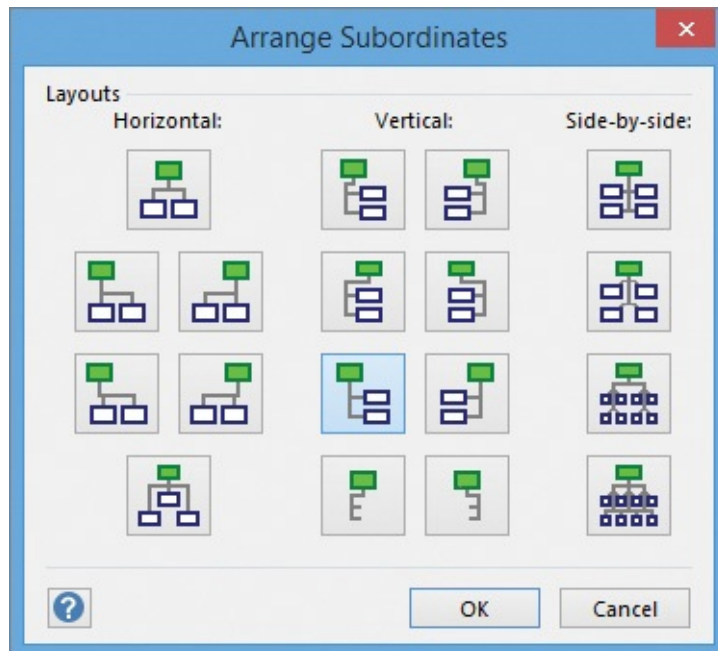 Arrange Subordinates
Layouts
Horizontal:
Vertical:
Side-by-side:
?
OK
Cancel